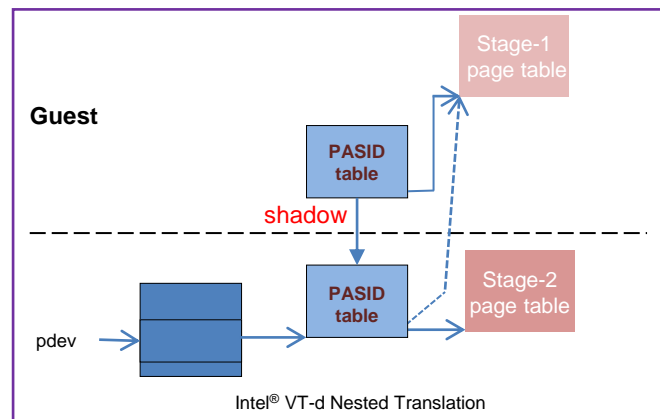 Stage-1
page table
Guest
PASID
table
shadow
PASID
table
Stage-2
page table
pdev
Intel® VT-d Nested Translation